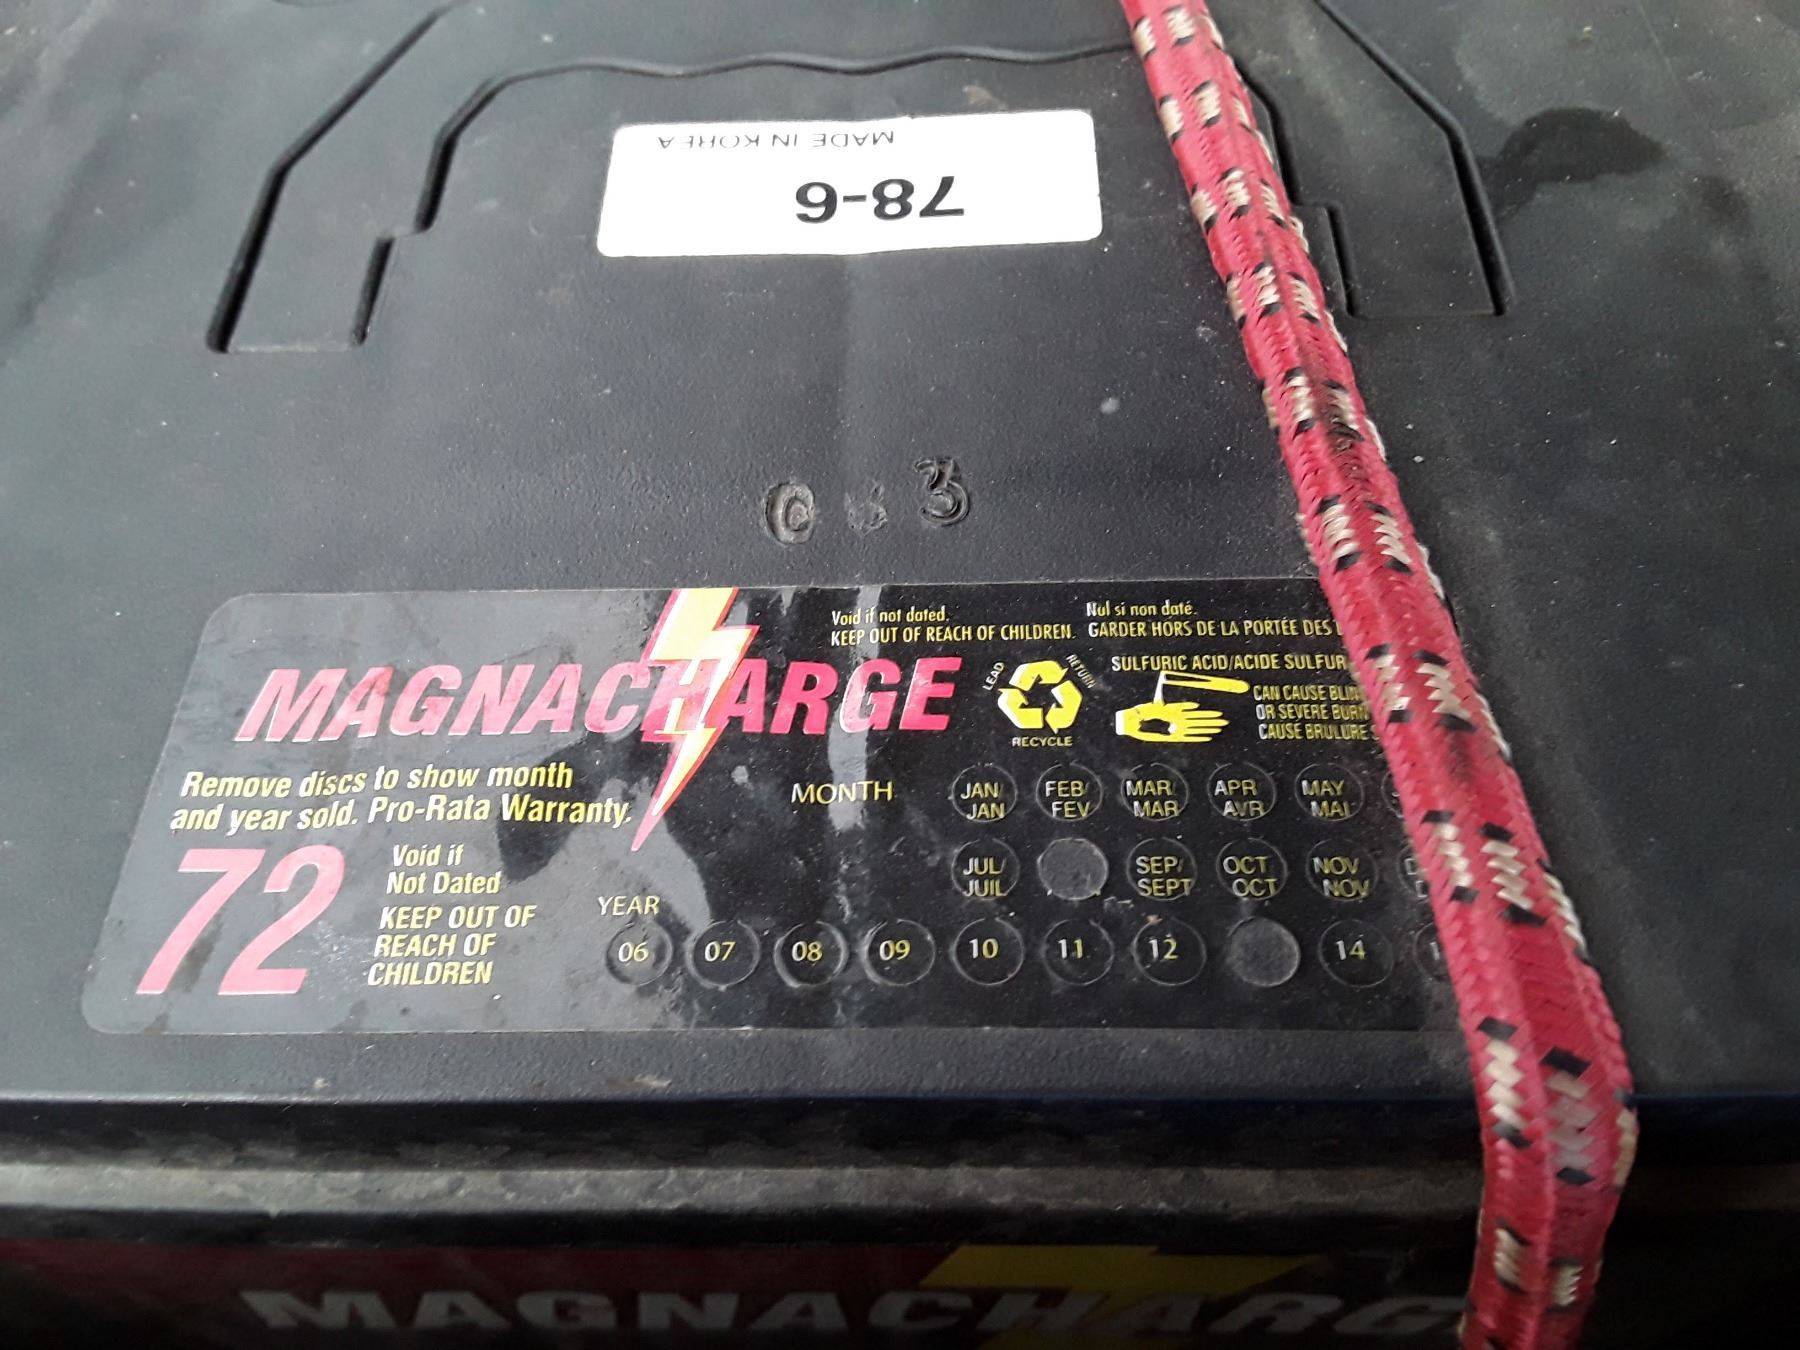 MADE IN KOREA
78-6
3
Void if not dated.
KEEP OUT OF REACH OF CHILDREN.
Nul si non daté.
GARDER HORS DE LA PORTÉE DES
MAGNACHARGE
LEAD
RETURN
RECYCLE
SULFURIC ACID/ACIDE
CAN CAUSE
OR SEVERE
CAUSE BRULURE
Remove discs to show month
and year sold. Pro-Rata Warranty.
72
Void if
Not Dated
KEEP OUT OF
REACH OF
CHILDREN
MONTH
JAN/ FEB/ MAR/ APR MAY
JAN FEV MAR AVR MAI
JUL/ SEP/ OCT NOV
JUIL SEPT OCT NOV
YEAR
06 07 08 09 10 11 12 14
MAGNACHARG